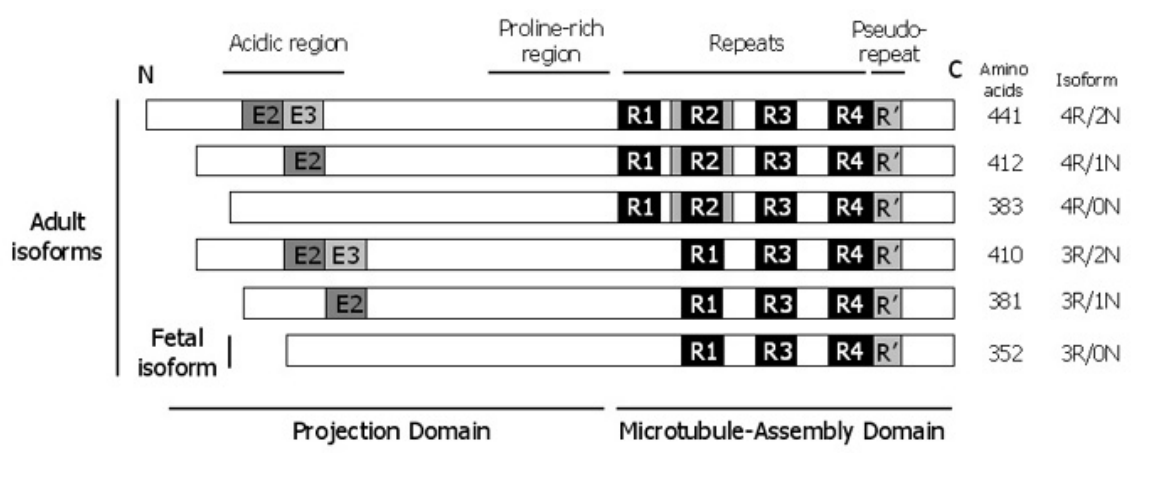 Acidic region
Proline-rich
region
Repeats
Pseudo-
repeat
N
C
Amino
acids
Isoform
E2 E3 R1 R2 R3 R4 R′ 441 4R/2N
E2 R1 R2 R3 R4 R′ 412 4R/1N
R1 R2 R3 R4 R′ 383 4R/0N
Adult
isoforms
E2 E3 R1 R3 R4 R′ 410 3R/2N
E2 R1 R3 R4 R′ 381 3R/1N
Fetal
isoform
R1 R3 R4 R′ 352 3R/0N
Projection Domain
Microtubule-Assembly Domain